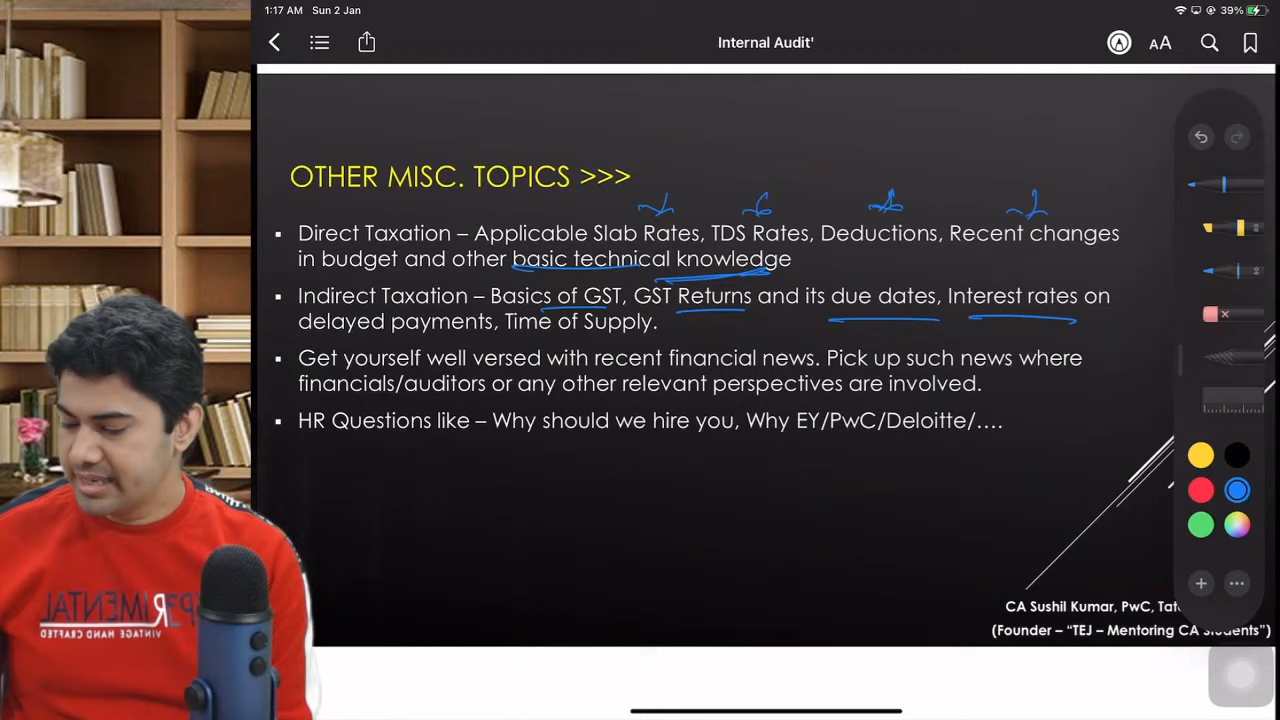 1:17 AM Sun 2 Jan
39%
Internal Audit'
AA
OTHER MISC. TOPICS >>>
▪ Direct Taxation – Applicable Slab Rates, TDS Rates, Deductions, Recent changes
in budget and other basic technical knowledge
▪ Indirect Taxation – Basics of GST, GST Returns and its due dates, Interest rates on
delayed payments, Time of Supply.
▪ Get yourself well versed with recent financial news. Pick up such news where
financials/auditors or any other relevant perspectives are involved.
▪ HR Questions like – Why should we hire you, Why EY/PwC/Deloitte/....
CA Sushil Kumar, PwC,
(Founder – “TEJ – Mentoring CA Students”)
VINTAGE HAND CRAFTED